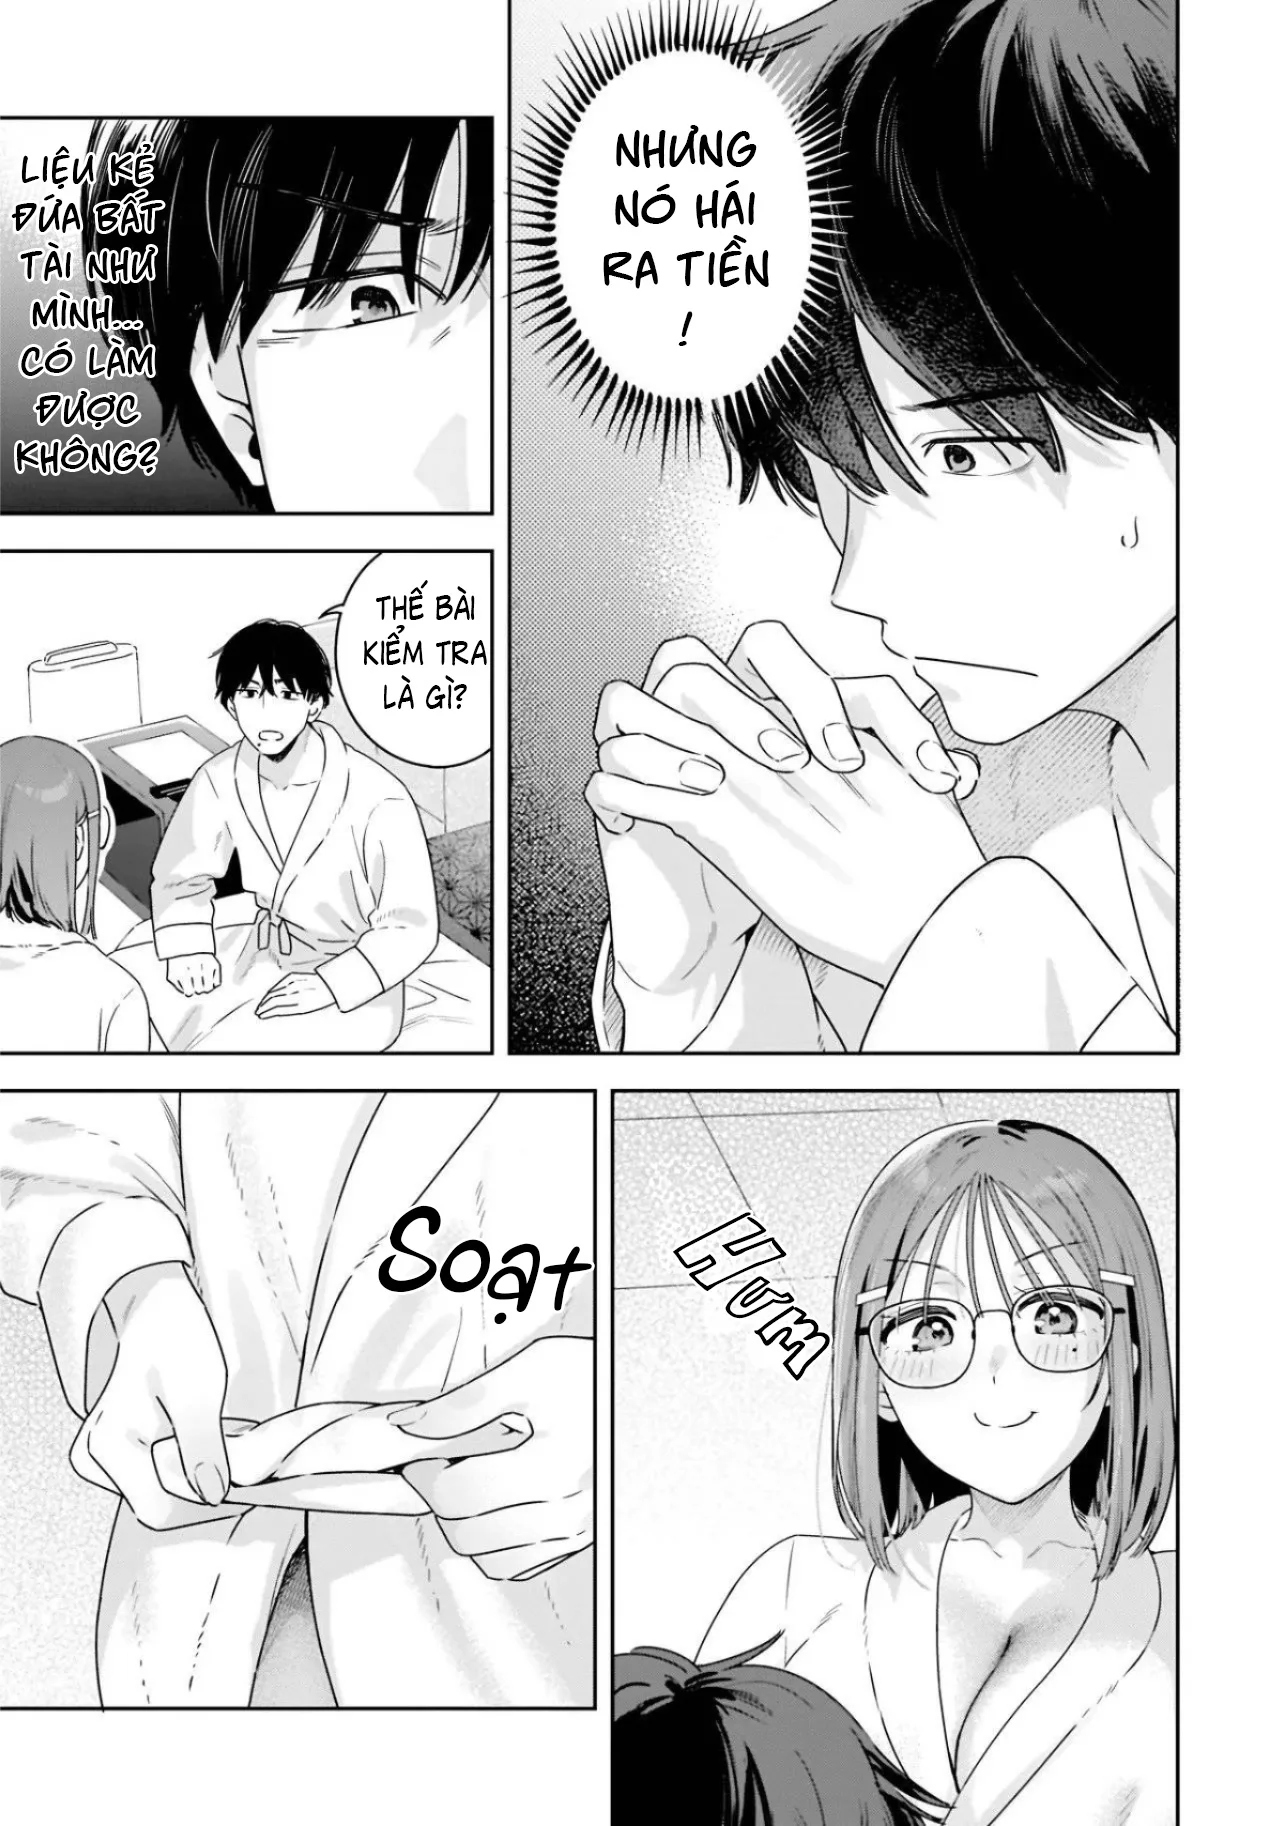 NHƯNG
NÓ HÁI
RA TIỀN
!
LIỆU KẺ
ĐỨA BẤT
TÀI NHƯ
MÌNH...
CÓ LÀM
ĐƯỢC
KHÔNG?
THẾ BÀI
KIỂM TRA
LÀ GÌ?
HƯM
Soạt